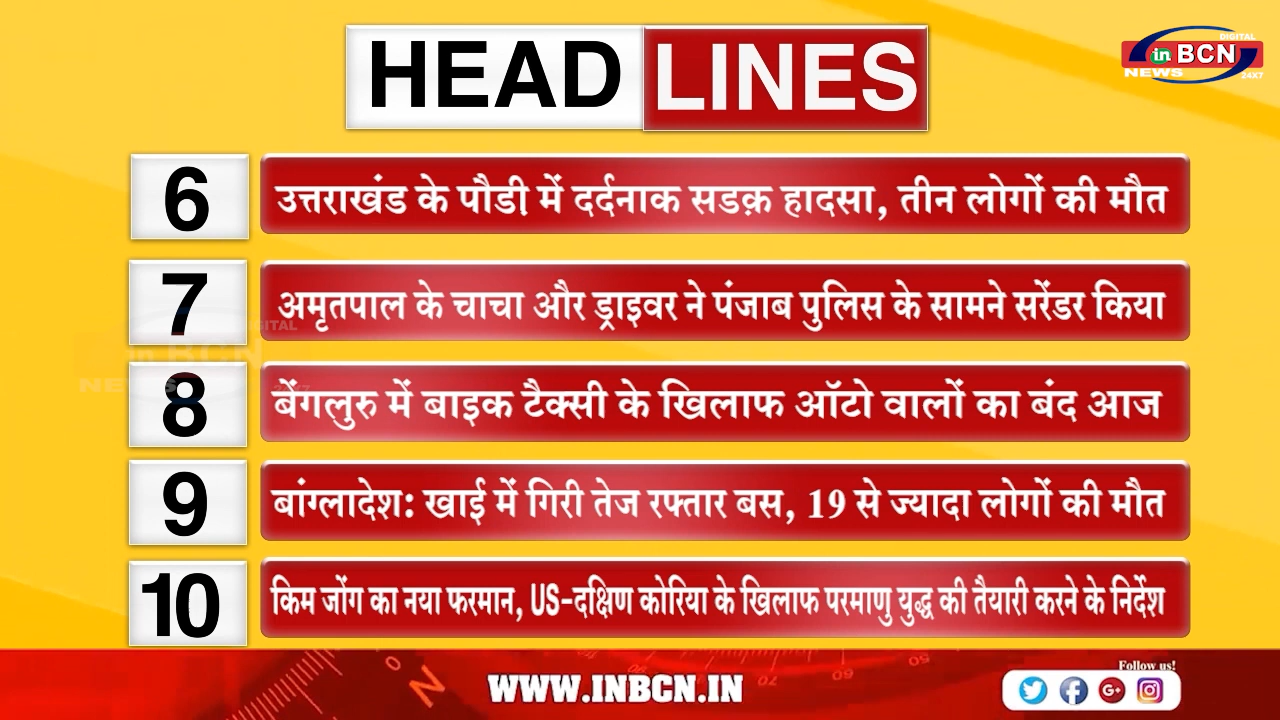 HEAD LINES
DIGITAL
in BCN
NEWS 24X7
6 उत्तराखंड के पौडी़ में दर्दनाक सडक़ हादसा, तीन लोगों की मौत
7 अमृतपाल के चाचा और ड्राइवर ने पंजाब पुलिस के सामने सरेंडर किया
8 बेंगलुरु में बाइक टैक्सी के खिलाफ ऑटो वालों का बंद आज
9 बांग्लादेश: खाई में गिरी तेज रफ्तार बस, 19 से ज्यादा लोगों की मौत
10 किम जोंग का नया फरमान, US-दक्षिण कोरिया के खिलाफ परमाणु युद्ध की तैयारी करने के निर्देश
WWW.INBCN.IN
Follow us!